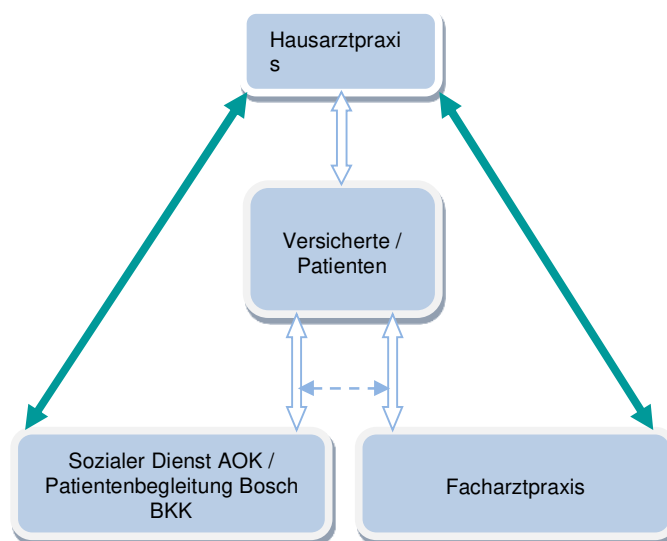 Hausarztpraxi
s
Versicherte /
Patienten
Sozialer Dienst AOK /
Patientenbegleitung Bosch
BKK
Facharztpraxis